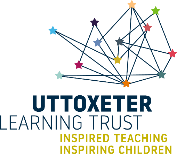 UTTOXETER
LEARNING TRUST
INSPIRED TEACHING
INSPIRING CHILDREN